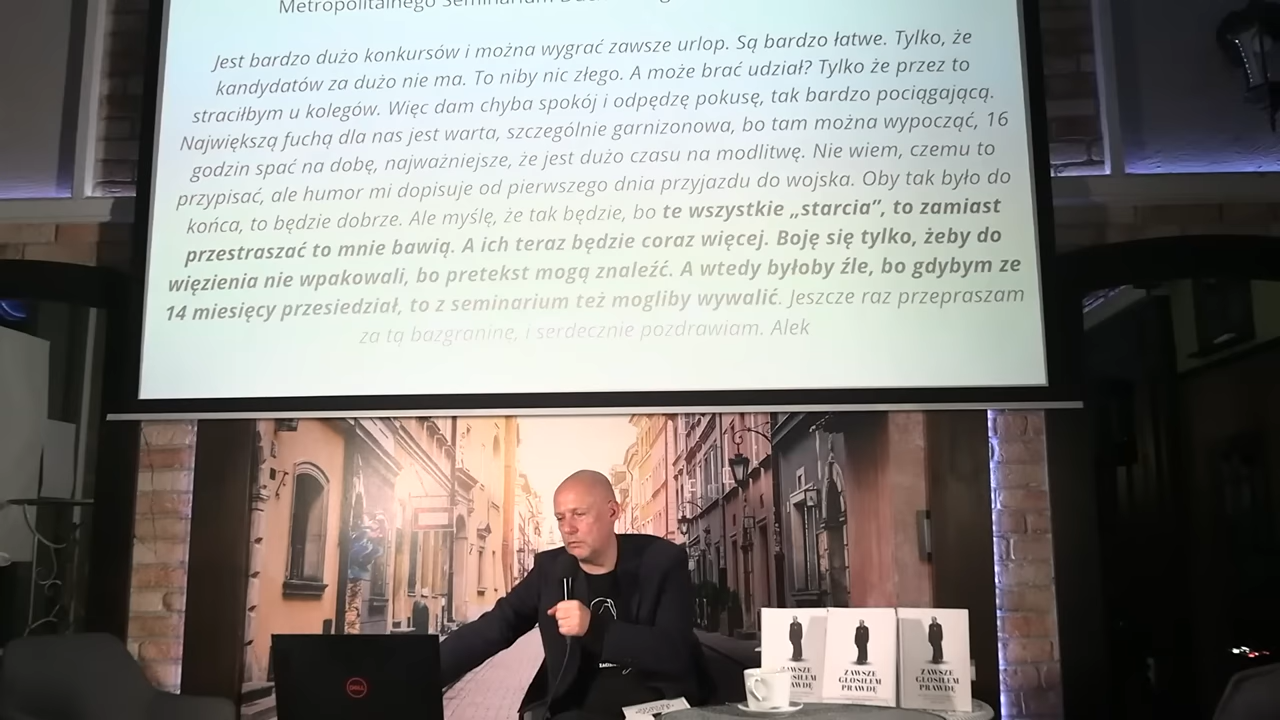 Metropolitalnego Seminarium
Jest bardzo dużo konkursów i można wygrać zawsze urlop. Są bardzo łatwe. Tylko, że
kandydatów za dużo nie ma. To niby nic złego. A może brać udział? Tylko że przez to
straciłbym u kolegów. Więc dam chyba spokój i odpędzę pokusę, tak bardzo pociągającą.
Największą fuchą dla nas jest warta, szczególnie garnizonowa, bo tam można wypocząć, 16
godzin spać na dobę, najważniejsze, że jest dużo czasu na modlitwę. Nie wiem, czemu to
przypisać, ale humor mi dopisuje od pierwszego dnia przyjazdu do wojska. Oby tak było do
końca, to będzie dobrze. Ale myślę, że tak będzie, bo te wszystkie „starcia”, to zamiast
przestraszać to mnie bawią. A ich teraz będzie coraz więcej. Boję się tylko, żeby do
więzienia nie wpakowali, bo pretekst mogą znaleźć. A wtedy byłoby źle, bo gdybym ze
14 miesięcy przesiedział, to z seminarium też mogliby wywalić. Jeszcze raz przepraszam
za tą bazgraninę, i serdecznie pozdrawiam. Alek
DELL
ZAWSZE
GŁOSIŁEM
PRAWDĘ
ZAWSZE
GŁOSIŁEM
PRAWDĘ
ZAWSZE
GŁOSIŁEM
PRAWDĘ